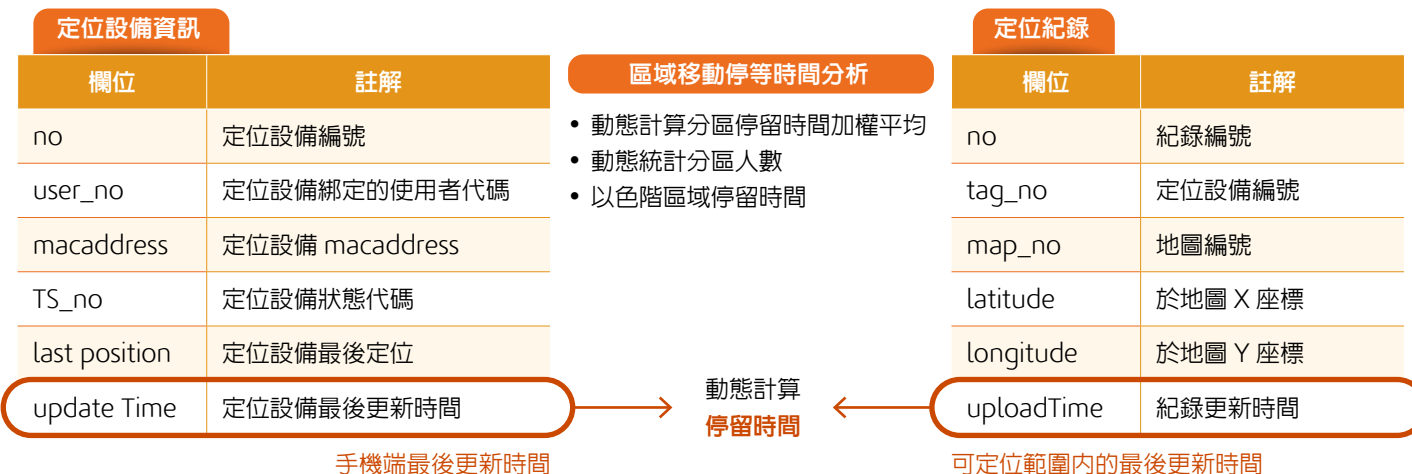 定位設備資訊
欄位 註解
no 定位設備編號
user_no 定位設備綁定的使用者代碼
macaddress 定位設備 macaddress
TS_no 定位設備狀態代碼
last position 定位設備最後定位
update Time 定位設備最後更新時間
手機端最後更新時間
區域移動停等時間分析
• 動態計算分區停留時間加權平均
• 動態統計分區人數
• 以色階區域停留時間
動態計算
停留時間
定位紀錄
欄位 註解
no 紀錄編號
tag_no 定位設備編號
map_no 地圖編號
latitude 於地圖 X 座標
longitude 於地圖 Y 座標
uploadTime 紀錄更新時間
可定位範圍內的最後更新時間